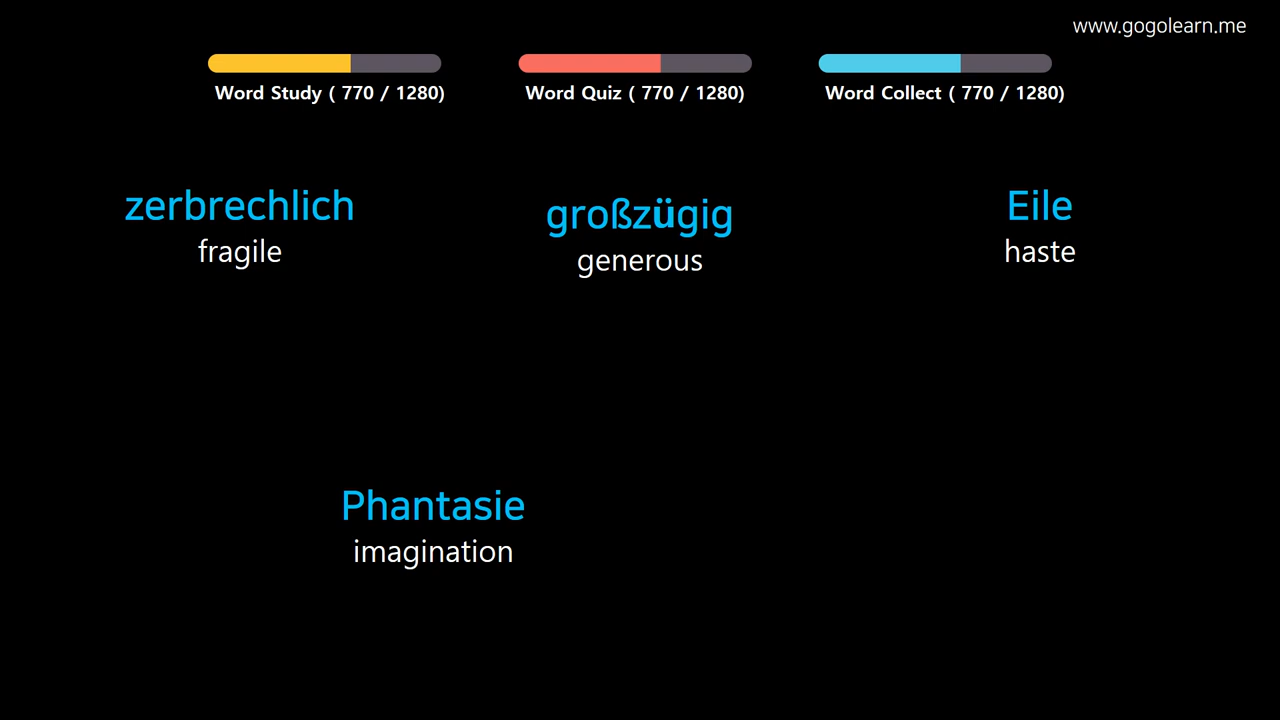 www.gogolearn.me
Word Study ( 770 / 1280)
Word Quiz ( 770 / 1280)
Word Collect ( 770 / 1280)
zerbrechlich
fragile
großzügig
generous
Eile
haste
Phantasie
imagination